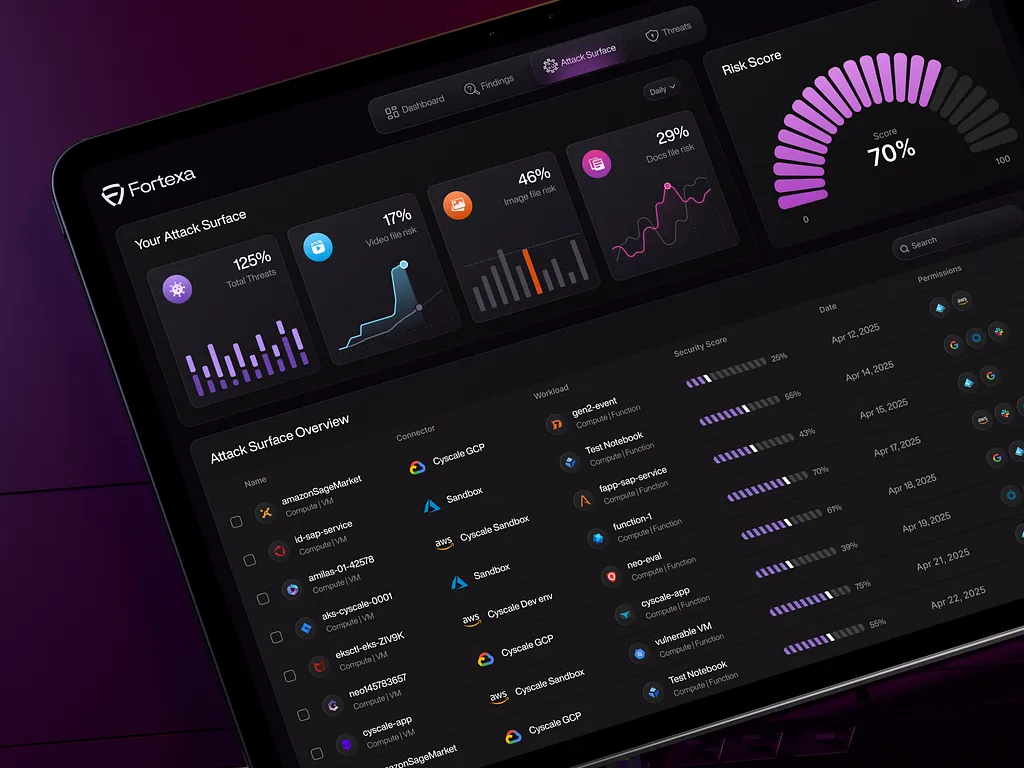 Fortexa
Dashboard
Findings
Attack Surface
Threats
Your Attack Surface
Daily
125%
Total Threats
17%
Video file risk
46%
Image file risk
29%
Docs file risk
Risk Score
Score
70%
0
100
Attack Surface Overview
Search
Name
Connector
Workload
Security Score
Date
Permissions
amazonSageMarket
Compute | VM
Cyscale GCP
gen2-event
Compute | Function
25%
Apr 12, 2025
aws
id-sap-service
Compute | VM
Sandbox
Test Notebook
Compute | Function
55%
Apr 14, 2025
amilas-01-42578
Compute | VM
aws
Cyscale Sandbox
fapp-sap-service
Compute | Function
43%
Apr 15, 2025
aks-cyscale-0001
Compute | VM
Sandbox
function-1
Compute | Function
70%
Apr 17, 2025
aws
eksctl-eks-ZIV9K
Compute | VM
aws
Cyscale Dev env
neo-eval
Compute | Function
61%
Apr 18, 2025
neo145783657
Compute | VM
Cyscale GCP
cyscale-app
Compute | Function
39%
Apr 19, 2025
cyscale-app
Compute | VM
aws
Cyscale Sandbox
vulnerable VM
Compute | Function
75%
Apr 21, 2025
azonSageMarket
Cyscale GCP
Test Notebook
Compute | Function
55%
Apr 22, 2025